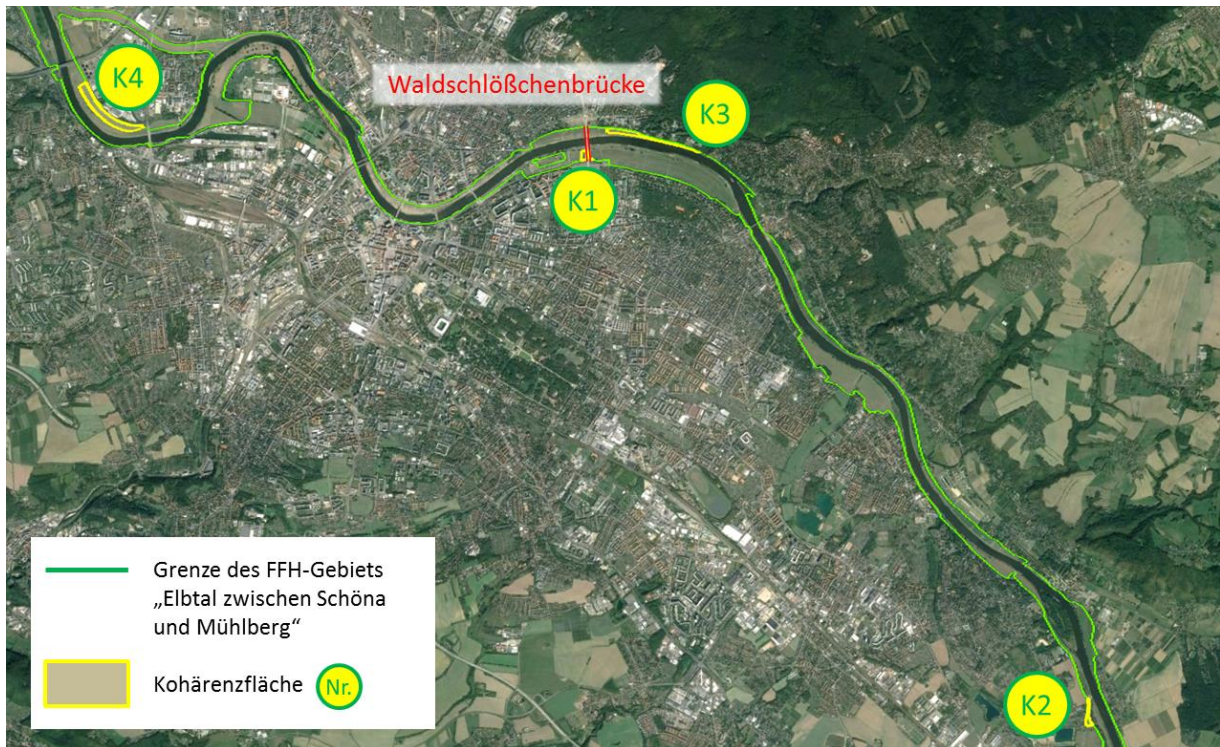 K4
Waldschlößchenbrücke
K3
K1
Grenze des FFH-Gebiets
„Elbtal zwischen Schöna
und Mühlberg“
Kohärenzfläche Nr.
K2